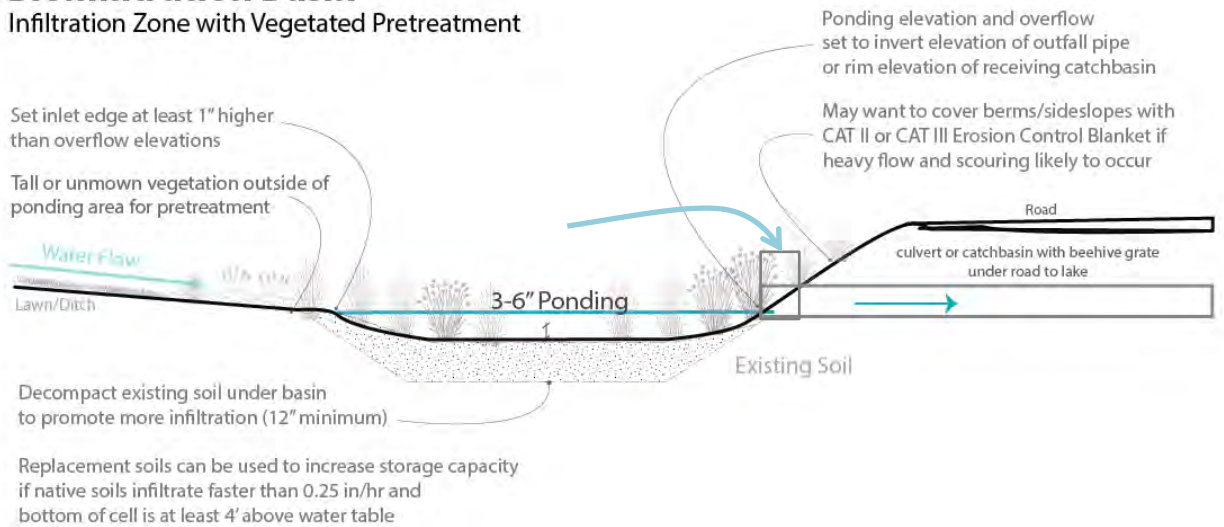 Infiltration Zone with Vegetated Pretreatment
Ponding elevation and overflow
set to invert elevation of outfall pipe
or rim elevation of receiving catchbasin
Set inlet edge at least 1" higher
than overflow elevations
May want to cover berms/sideslopes with
CAT II or CAT III Erosion Control Blanket if
heavy flow and scouring likely to occur
Tall or unmown vegetation outside of
ponding area for pretreatment
Road
Water Flow
culvert or catchbasin with beehive grate
under road to lake
Lawn/Ditch
3-6" Ponding
Existing Soil
Decompact existing soil under basin
to promote more infiltration (12" minimum)
Replacement soils can be used to increase storage capacity
if native soils infiltrate faster than 0.25 in/hr and
bottom of cell is at least 4' above water table